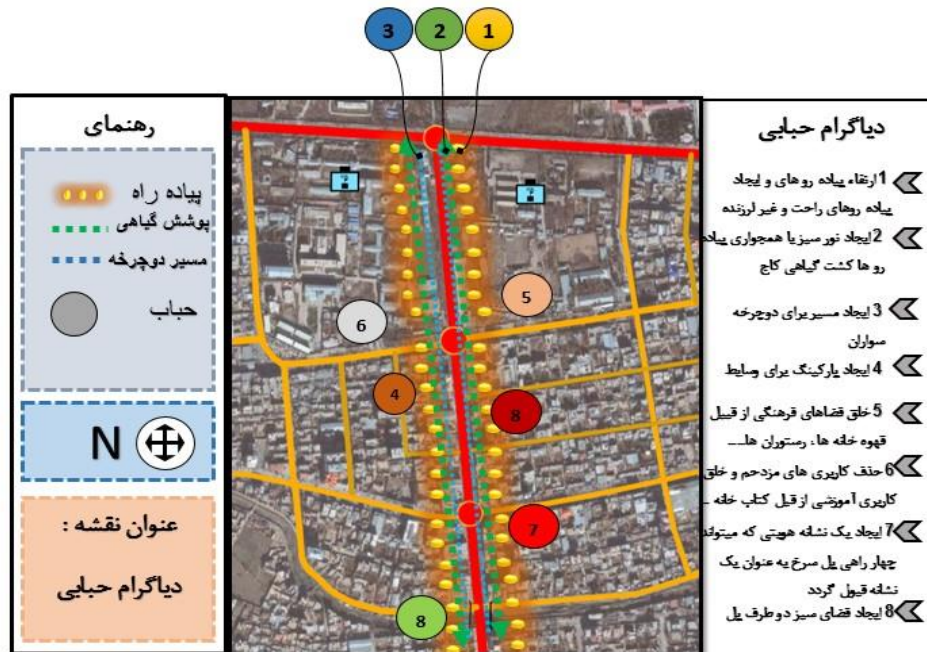 3
2
1
رهنمای
پیاده راه
پوشش گیاهی
مسیر دوچرخه
حباب
N
عنوان نقشه :
دیاگرام حبابی
5
6
4
8
7
8
دیاگرام حبابی
1 ارتقاء پیاده روهای و ایجاد
پیاده روهای راحت و غیر لرزنده
2 ایجاد نور سبز با همجواری پیاده
رو ها کشت گیاهی کاج
3 ایجاد مسیر برای دوچرخه
سواران
4 ایجاد پارکینگ برای وسایط
5 خلق فضاهای فرهنگی از قبیل
قهوه خانه ها، رستوران ها....
6 حذف کاربری های مزدحم و خلق
کاربری آموزشی از قبل کتاب خانه ..
7 ایجاد یک نشانه هویتی که میتواند
چهار راهی پل سرخ به عنوان یک
نشانه قبول گردد
8 ایجاد فضای سبز دو طرف پل